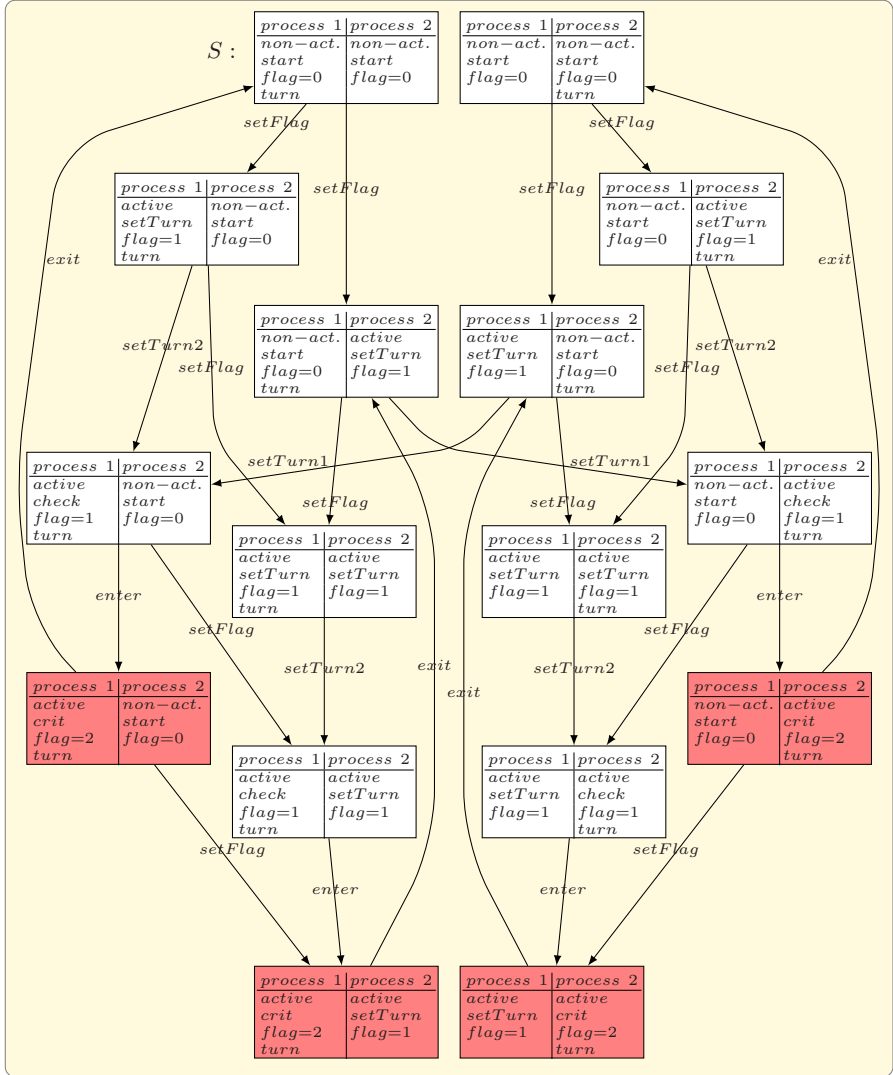 S :
process 1 process 2
non-act. non-act.
start start
flag=0 flag=0
turn
process 1 process 2
non-act. non-act.
start start
flag=0 flag=0
turn
setFlag
setFlag
setFlag
setFlag
process 1 process 2
active non-act.
setTurn start
flag=1 flag=0
turn
process 1 process 2
non-act. active
start setTurn
flag=0 flag=1
turn
exit
exit
process 1 process 2
non-act. active
start setTurn
flag=0 flag=1
turn
process 1 process 2
active non-act.
setTurn start
flag=1 flag=0
turn
setTurn2
setFlag
setFlag
setTurn2
setTurn1
setTurn1
process 1 process 2
active non-act.
check start
flag=1 flag=0
turn
process 1 process 2
non-act. active
start check
flag=0 flag=1
turn
setFlag
setFlag
process 1 process 2
active active
setTurn setTurn
flag=1 flag=1
turn
process 1 process 2
active active
setTurn setTurn
flag=1 flag=1
turn
enter
setFlag
setFlag
enter
setTurn2
exit
exit
setTurn2
process 1 process 2
active non-act.
crit start
flag=2 flag=0
turn
process 1 process 2
non-act. active
start crit
flag=0 flag=2
turn
process 1 process 2
active active
check setTurn
flag=1 flag=1
turn
process 1 process 2
active active
setTurn check
flag=1 flag=1
turn
setFlag
enter
enter
setFlag
process 1 process 2
active active
crit setTurn
flag=2 flag=1
turn
process 1 process 2
active active
setTurn crit
flag=1 flag=2
turn